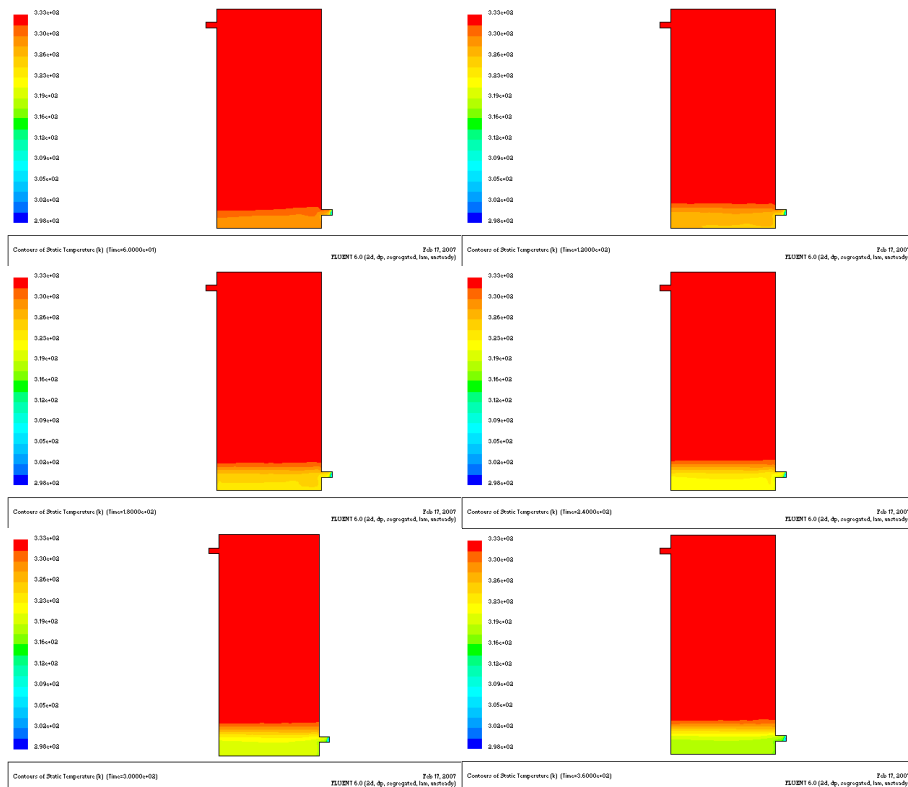 3.33e+02
3.30e+02
3.26e+02
3.23e+02
3.19e+02
3.16e+02
3.12e+02
3.09e+02
3.05e+02
3.02e+02
2.98e+02
Contours of Static Temperature (k) (Time=6.0000e+01)
Feb 17, 2007
FLUENT 6.0 (2d, dp, segregated, lam, unsteady)
3.33e+02
3.30e+02
3.26e+02
3.23e+02
3.19e+02
3.16e+02
3.12e+02
3.09e+02
3.05e+02
3.02e+02
2.98e+02
Contours of Static Temperature (k) (Time=1.2000e+02)
Feb 17, 2007
FLUENT 6.0 (2d, dp, segregated, lam, unsteady)
3.33e+02
3.30e+02
3.26e+02
3.23e+02
3.19e+02
3.16e+02
3.12e+02
3.09e+02
3.05e+02
3.02e+02
2.98e+02
Contours of Static Temperature (k) (Time=1.8000e+02)
Feb 17, 2007
FLUENT 6.0 (2d, dp, segregated, lam, unsteady)
3.33e+02
3.30e+02
3.26e+02
3.23e+02
3.19e+02
3.16e+02
3.12e+02
3.09e+02
3.05e+02
3.02e+02
2.98e+02
Contours of Static Temperature (k) (Time=2.4000e+02)
Feb 17, 2007
FLUENT 6.0 (2d, dp, segregated, lam, unsteady)
3.33e+02
3.30e+02
3.26e+02
3.23e+02
3.19e+02
3.16e+02
3.12e+02
3.09e+02
3.05e+02
3.02e+02
2.98e+02
Contours of Static Temperature (k) (Time=3.0000e+02)
Feb 17, 2007
FLUENT 6.0 (2d, dp, segregated, lam, unsteady)
3.33e+02
3.30e+02
3.26e+02
3.23e+02
3.19e+02
3.16e+02
3.12e+02
3.09e+02
3.05e+02
3.02e+02
2.98e+02
Contours of Static Temperature (k) (Time=3.6000e+02)
Feb 17, 2007
FLUENT 6.0 (2d, dp, segregated, lam, unsteady)